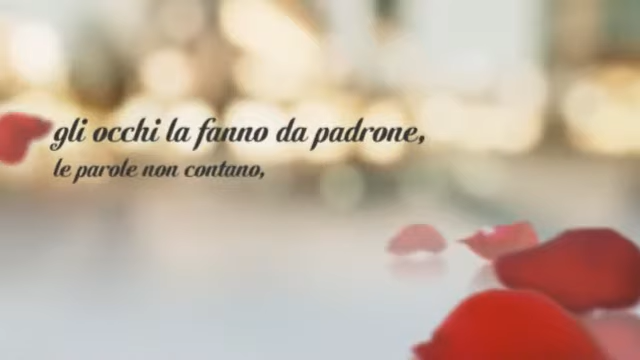 gli occhi la fanno da padrone,
le parole non contano,